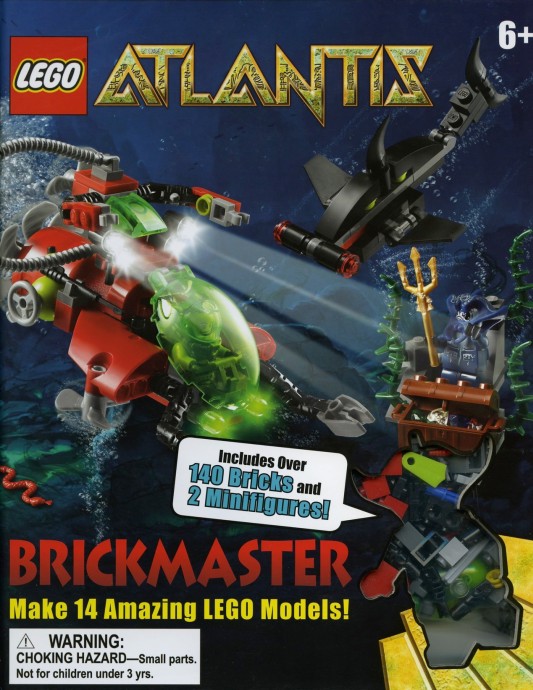 6+
LEGO ATLANTIS
Includes Over
140 Bricks and
2 Minifigures!
BRICKMASTER
Make 14 Amazing LEGO Models!
⚠ WARNING:
CHOKING HAZARD—Small parts.
Not for children under 3 yrs.